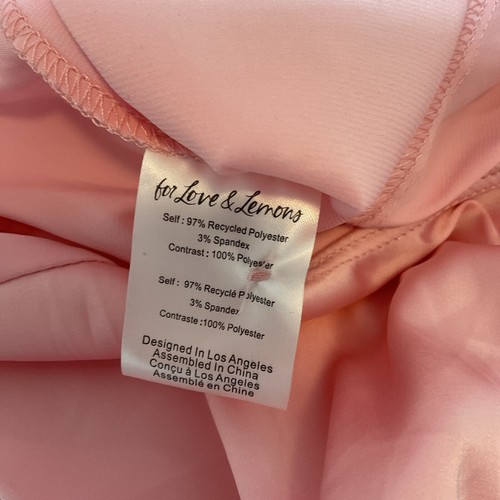 for Love & Lemons
Self : 97% Recycled Polyester
3% Spandex
Contrast : 100% Polyester
Self : 97% Recyclé Polyester
3% Spandex
Contraste :100% Polyester
Designed In Los Angeles
Assembled In China
Conçu à Los Angeles
Assemblé en Chine